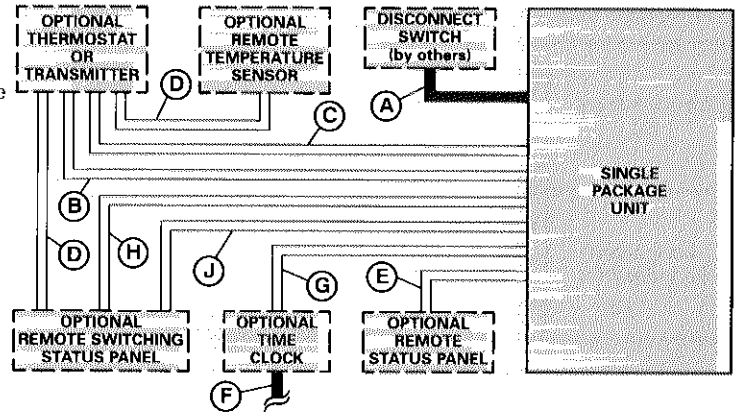 OPTIONAL
THERMOSTAT
OR
TRANSMITTER
OPTIONAL
REMOTE
TEMPERATURE
SENSOR
DISCONNECT
SWITCH
(by others)
D
A
C
B
SINGLE
PACKAGE
UNIT
D
H
J
G
E
OPTIONAL
REMOTE SWITCHING
STATUS PANEL
OPTIONAL
TIME
CLOCK
OPTIONAL
REMOTE
STATUS PANEL
F